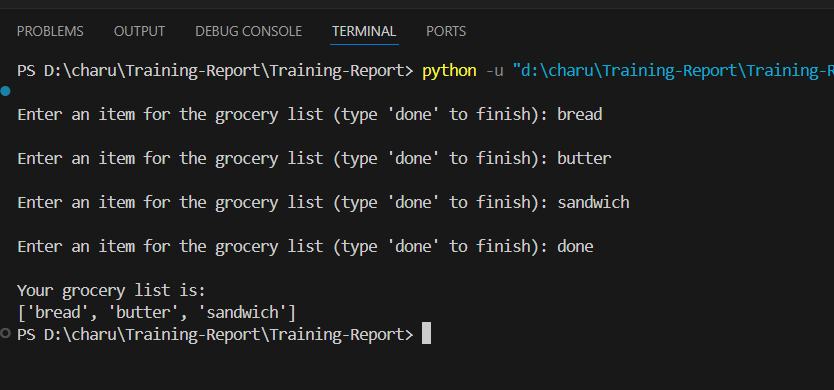 PROBLEMS OUTPUT DEBUG CONSOLE TERMINAL PORTS
PS D:\charu\Training-Report\Training-Report> python -u "d:\charu\Training-Report\Training-R
Enter an item for the grocery list (type 'done' to finish): bread
Enter an item for the grocery list (type 'done' to finish): butter
Enter an item for the grocery list (type 'done' to finish): sandwich
Enter an item for the grocery list (type 'done' to finish): done
Your grocery list is:
['bread', 'butter', 'sandwich']
PS D:\charu\Training-Report\Training-Report>